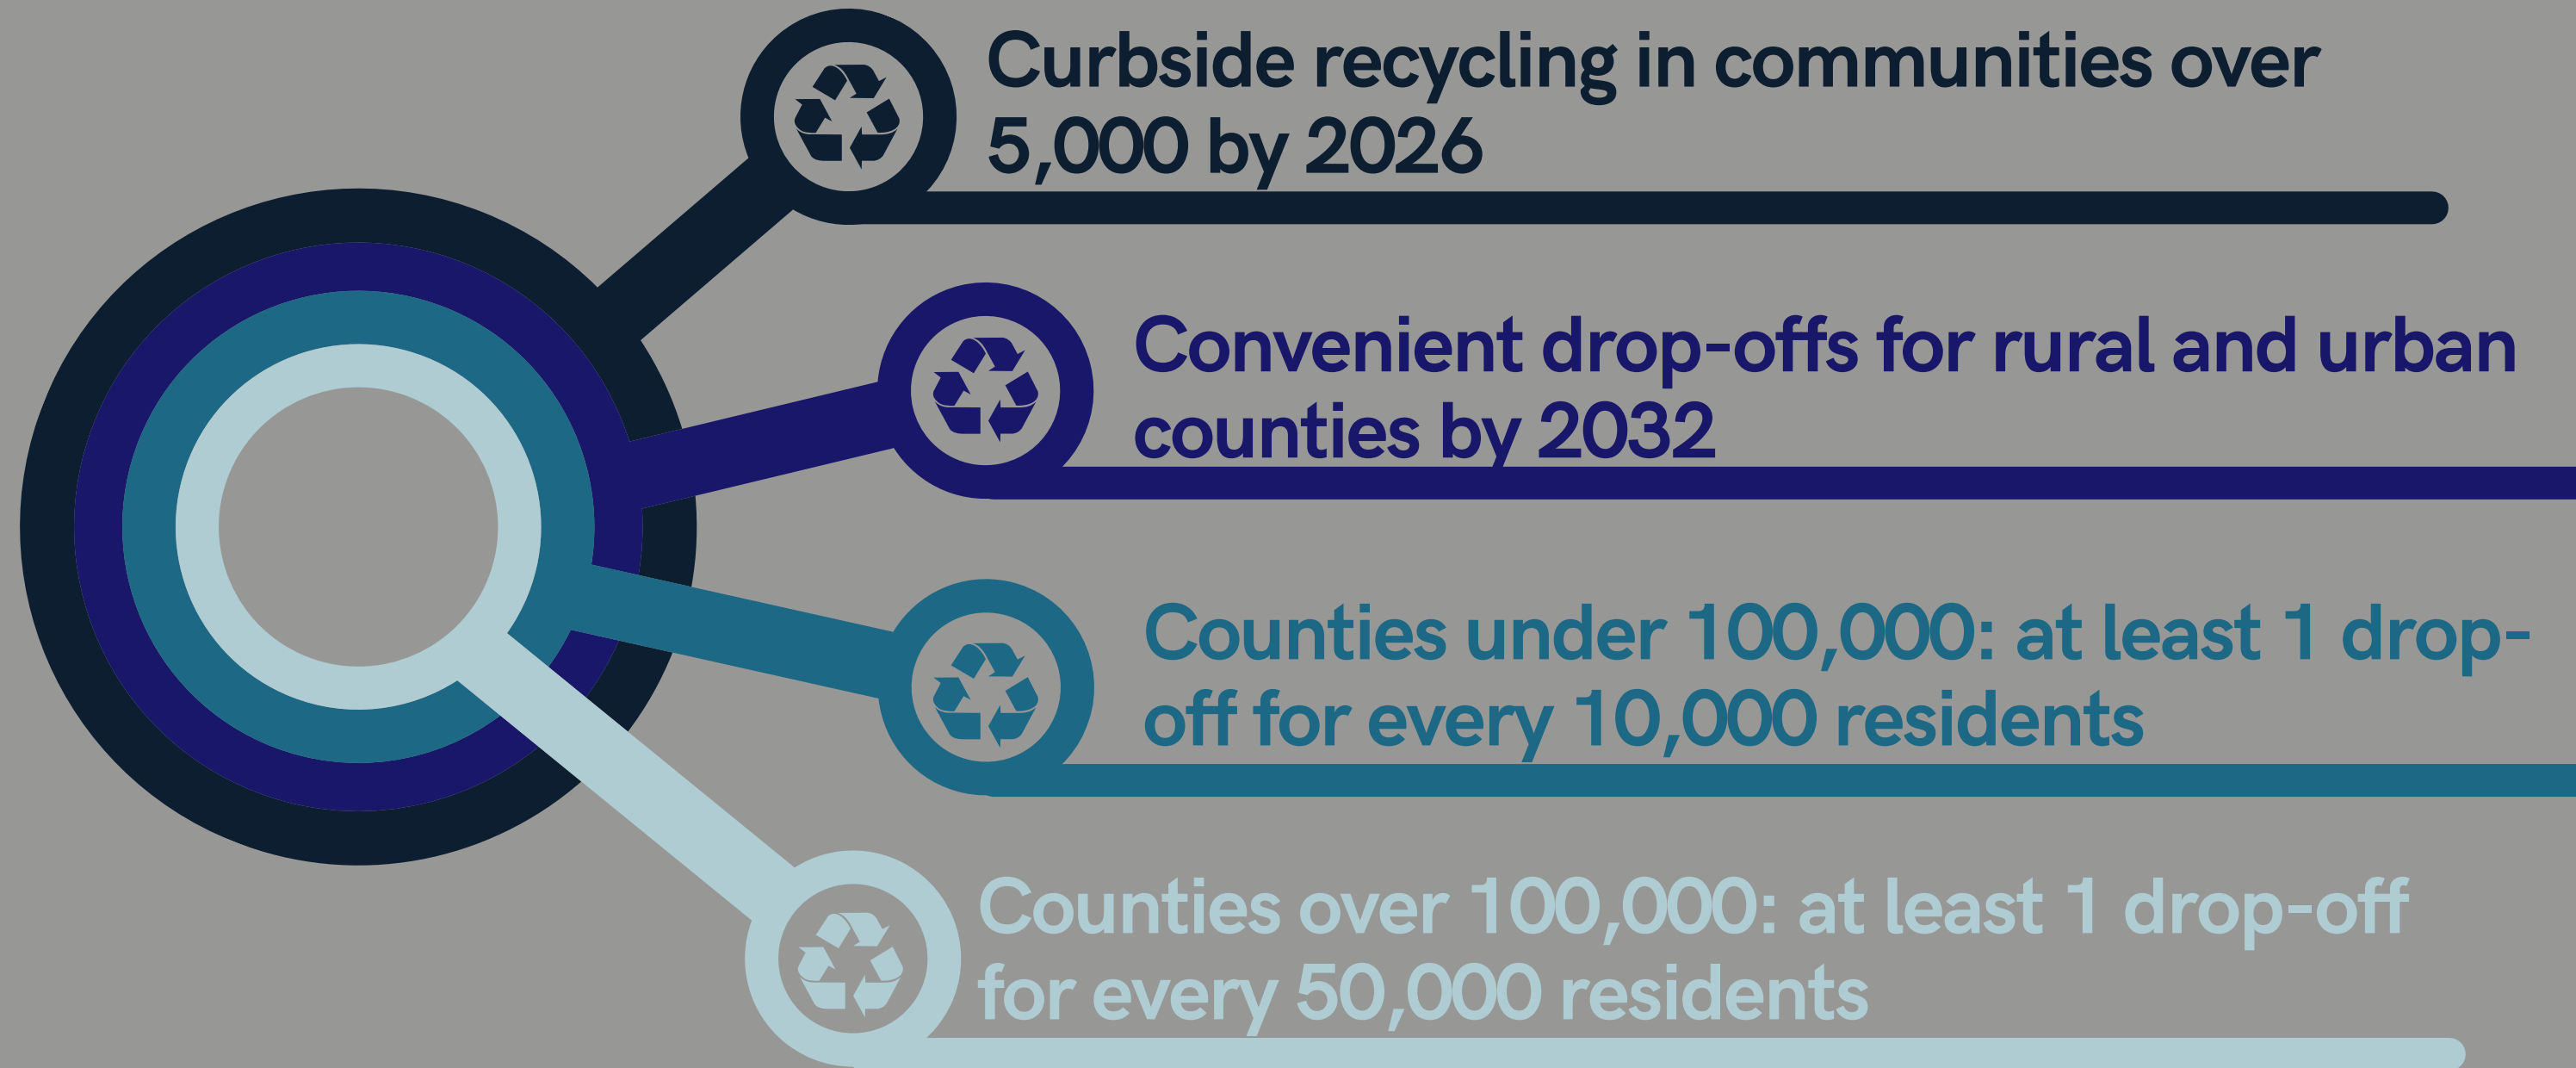 Curbside recycling in communities over
5,000 by 2026
Convenient drop-offs for rural and urban
counties by 2032
Counties under 100,000: at least 1 drop-
off for every 10,000 residents
Counties over 100,000: at least 1 drop-off
for every 50,000 residents